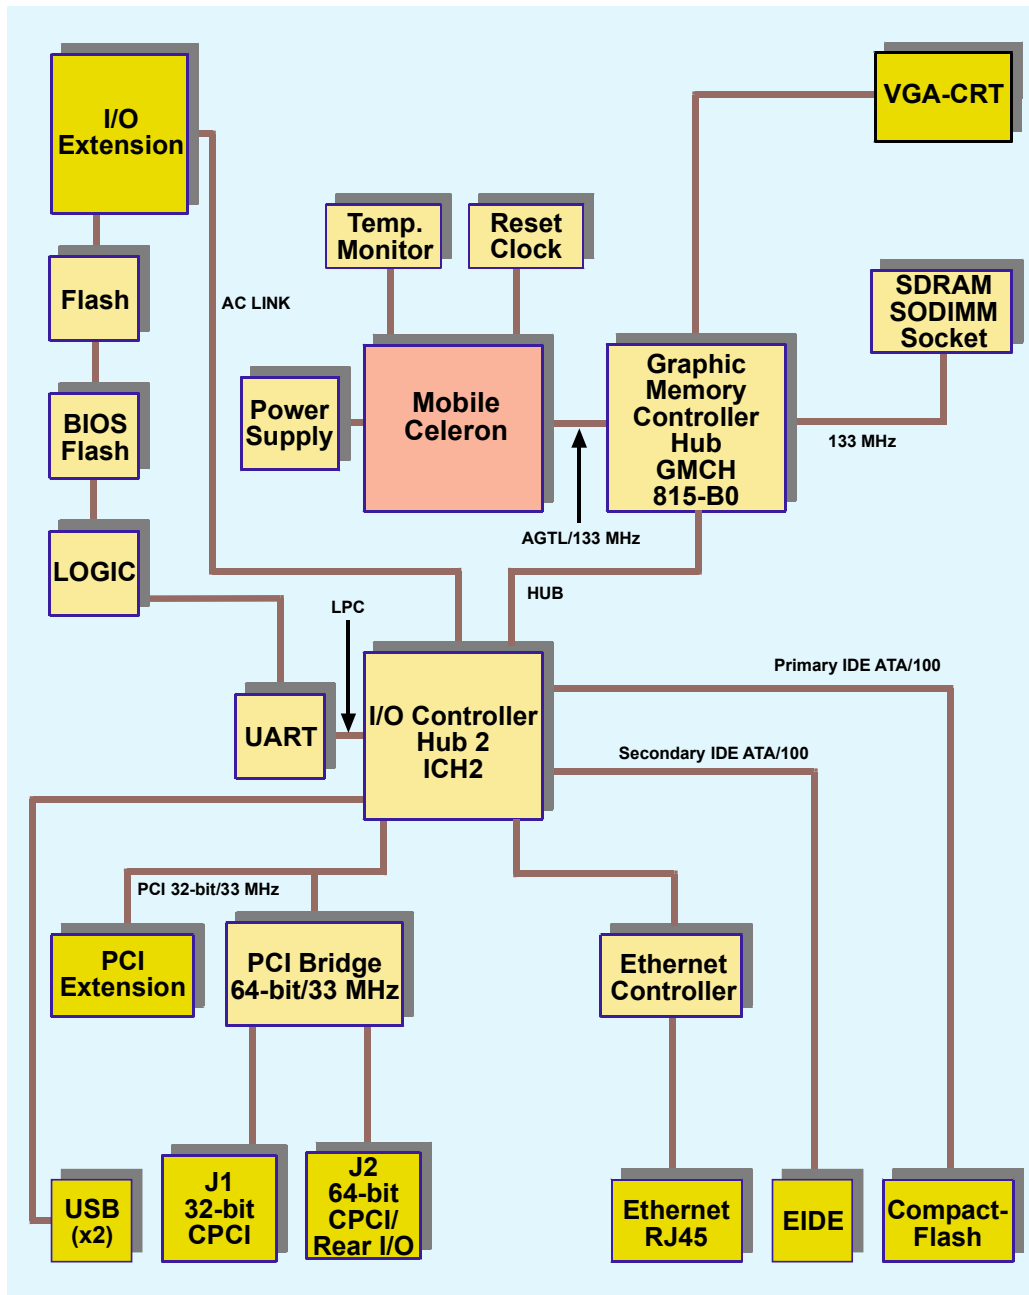 I/O
Extension
VGA-CRT
Temp.
Monitor
Reset
Clock
Flash
AC LINK
SDRAM
SODIMM
Socket
Graphic
Memory
Controller
Hub
GMCH
815-B0
Mobile
Celeron
Power
Supply
BIOS
Flash
133 MHz
AGTL/133 MHz
LOGIC
HUB
LPC
Primary IDE ATA/100
I/O Controller
Hub 2
ICH2
UART
Secondary IDE ATA/100
PCI 32-bit/33 MHz
PCI
Extension
PCI Bridge
64-bit/33 MHz
Ethernet
Controller
USB
(x2)
J1
32-bit
CPCI
J2
64-bit
CPCI/
Rear I/O
Ethernet
RJ45
EIDE
Compact-
Flash